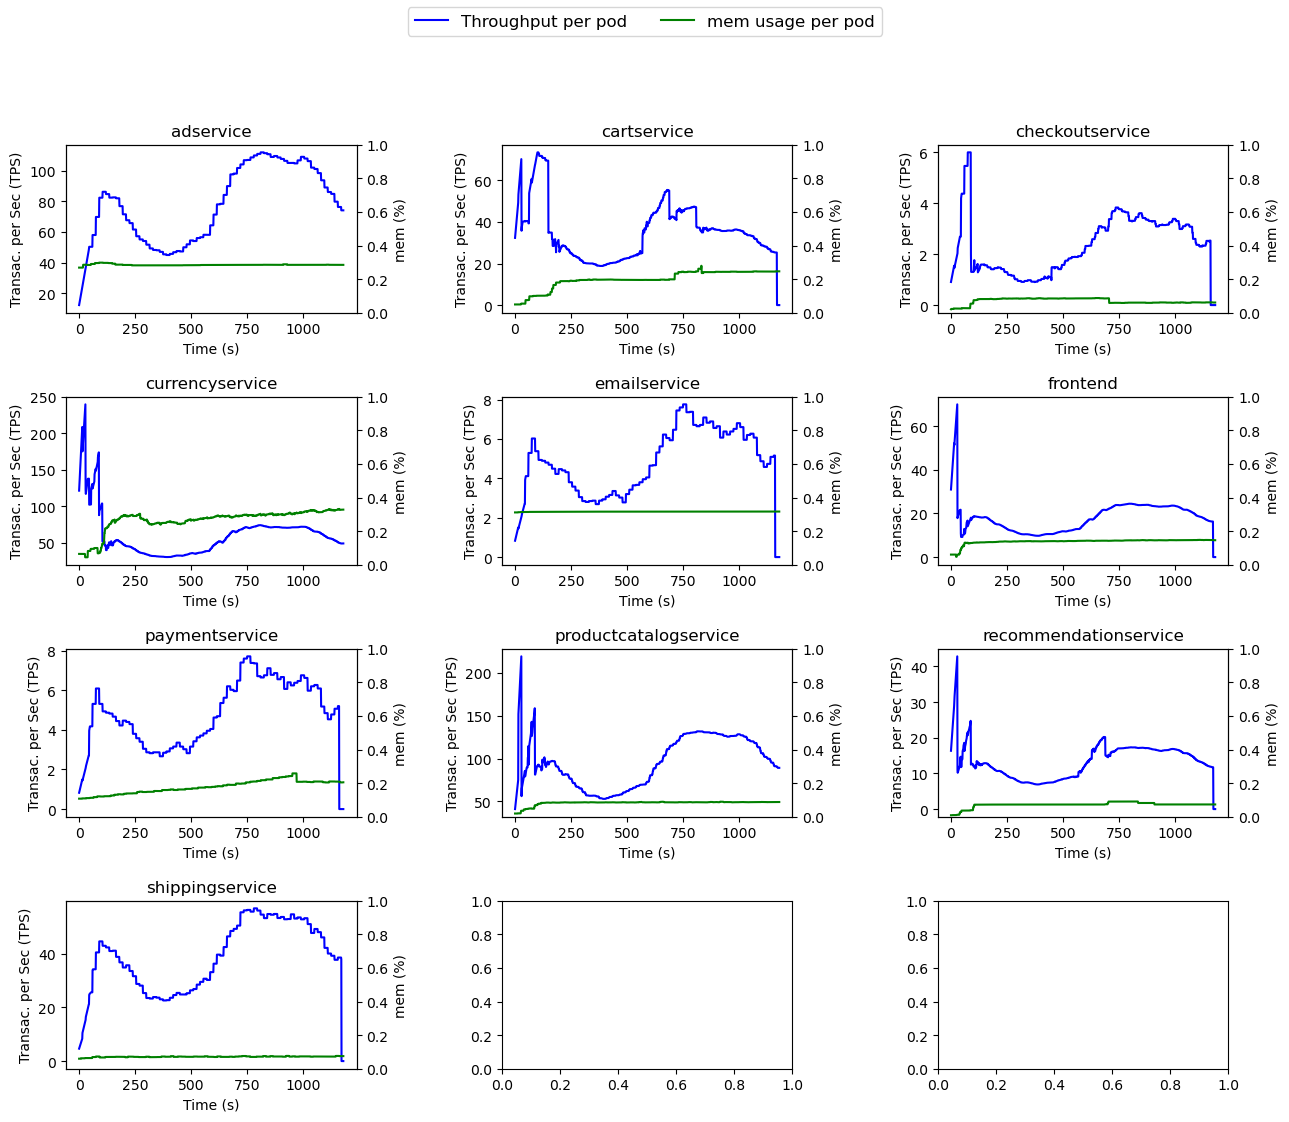 Throughput per pod mem usage per pod
adservice cartservice checkoutservice
Transac. per Sec (TPS) 20 40 60 80 100 0 250 500 750 1000 Time (s) 0.0 0.2 0.4 0.6 0.8 1.0 mem (%)
Transac. per Sec (TPS) 0 20 40 60 0 250 500 750 1000 Time (s) 0.0 0.2 0.4 0.6 0.8 1.0 mem (%)
Transac. per Sec (TPS) 0 2 4 6 0 250 500 750 1000 Time (s) 0.0 0.2 0.4 0.6 0.8 1.0 mem (%)
currencyservice emailservice frontend
Transac. per Sec (TPS) 50 100 150 200 250 0 250 500 750 1000 Time (s) 0.0 0.2 0.4 0.6 0.8 1.0 mem (%)
Transac. per Sec (TPS) 0 2 4 6 8 0 250 500 750 1000 Time (s) 0.0 0.2 0.4 0.6 0.8 1.0 mem (%)
Transac. per Sec (TPS) 0 20 40 60 0 250 500 750 1000 Time (s) 0.0 0.2 0.4 0.6 0.8 1.0 mem (%)
paymentservice productcatalogservice recommendationservice
Transac. per Sec (TPS) 0 2 4 6 8 0 250 500 750 1000 Time (s) 0.0 0.2 0.4 0.6 0.8 1.0 mem (%)
Transac. per Sec (TPS) 50 100 150 200 0 250 500 750 1000 Time (s) 0.0 0.2 0.4 0.6 0.8 1.0 mem (%)
Transac. per Sec (TPS) 0 10 20 30 40 0 250 500 750 1000 Time (s) 0.0 0.2 0.4 0.6 0.8 1.0 mem (%)
shippingservice
Transac. per Sec (TPS) 0 20 40 0 250 500 750 1000 Time (s) 0.0 0.2 0.4 0.6 0.8 1.0 mem (%)
0.0 0.2 0.4 0.6 0.8 1.0 0.0 0.2 0.4 0.6 0.8 1.0
0.0 0.2 0.4 0.6 0.8 1.0 0.0 0.2 0.4 0.6 0.8 1.0